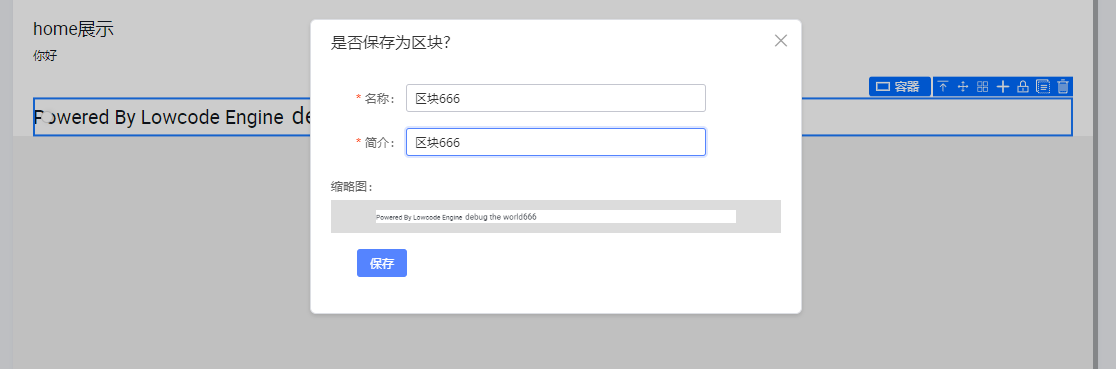 home展示
你好
容器
Powered By Lowcode Engine de
是否保存为区块?
* 名称:
区块666
* 简介:
区块666
缩略图:
Powered By Lowcode Engine debug the world666
保存